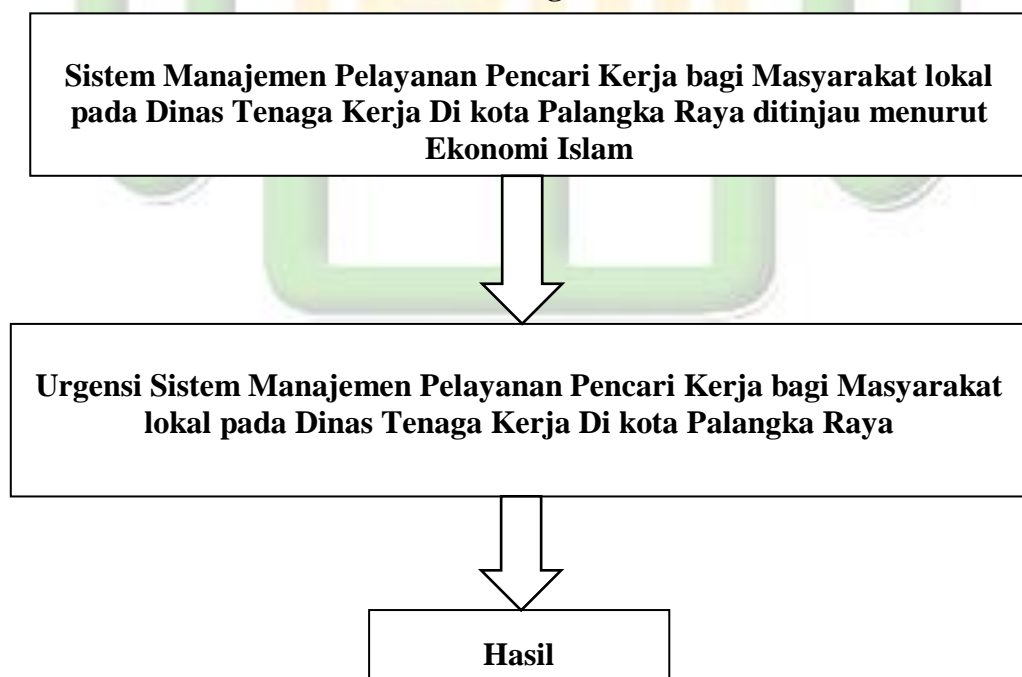 Sistem Manajemen Pelayanan Pencari Kerja bagi Masyarakat lokal
pada Dinas Tenaga Kerja Di kota Palangka Raya ditinjau menurut
Ekonomi Islam
Urgensi Sistem Manajemen Pelayanan Pencari Kerja bagi Masyarakat
lokal pada Dinas Tenaga Kerja Di kota Palangka Raya
Hasil